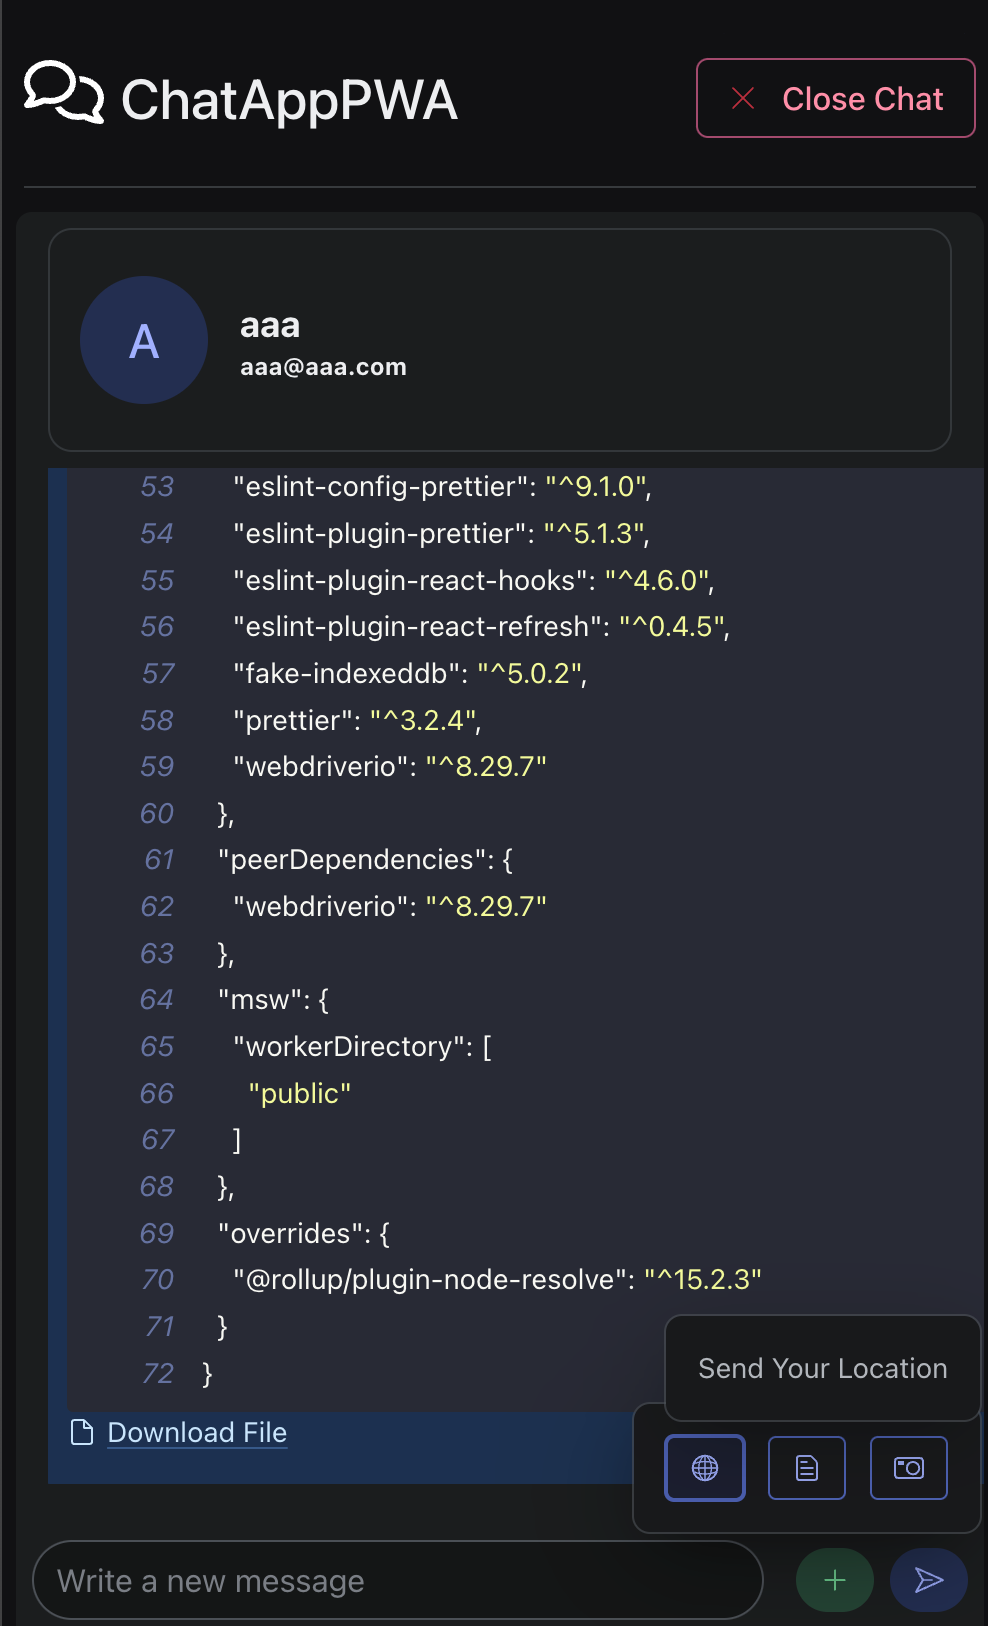 ChatAppPWA
Close Chat
A
aaa
aaa@aaa.com
53 "eslint-config-prettier": "^9.1.0",
54 "eslint-plugin-prettier": "^5.1.3",
55 "eslint-plugin-react-hooks": "^4.6.0",
56 "eslint-plugin-react-refresh": "^0.4.5",
57 "fake-indexeddb": "^5.0.2",
58 "prettier": "^3.2.4",
59 "webdriverio": "^8.29.7"
60 },
61 "peerDependencies": {
62 "webdriverio": "^8.29.7"
63 },
64 "msw": {
65 "workerDirectory": [
66 "public"
67 ]
68 },
69 "overrides": {
70 "@rollup/plugin-node-resolve": "^15.2.3"
71 }
72 }
Send Your Location
Download File
Write a new message